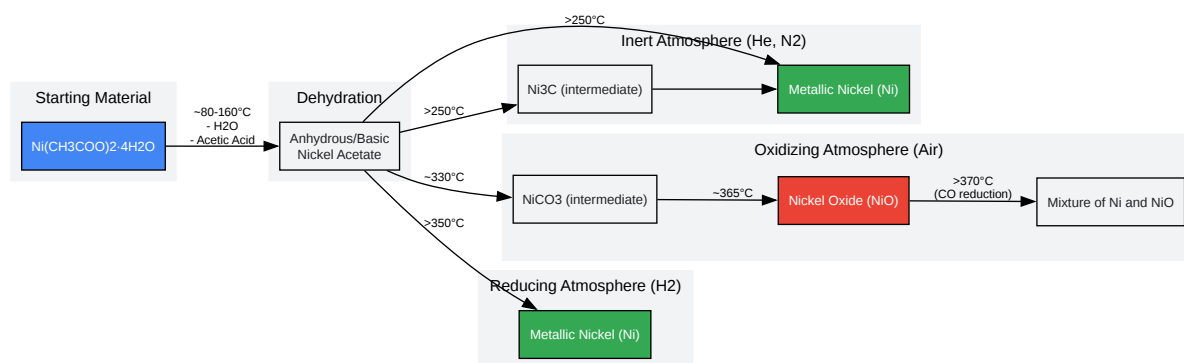 >250°C
Inert Atmosphere (He, N2)
Starting Material
Dehydration
Ni3C (intermediate)
Metallic Nickel (Ni)
~80-160°C
- H2O
- Acetic Acid
>250°C
Ni(CH3COO)2·4H2O
Anhydrous/Basic
Nickel Acetate
Oxidizing Atmosphere (Air)
~330°C
NiCO3 (intermediate)
~365°C
Nickel Oxide (NiO)
>370°C
(CO reduction)
Mixture of Ni and NiO
>350°C
Reducing Atmosphere (H2)
Metallic Nickel (Ni)